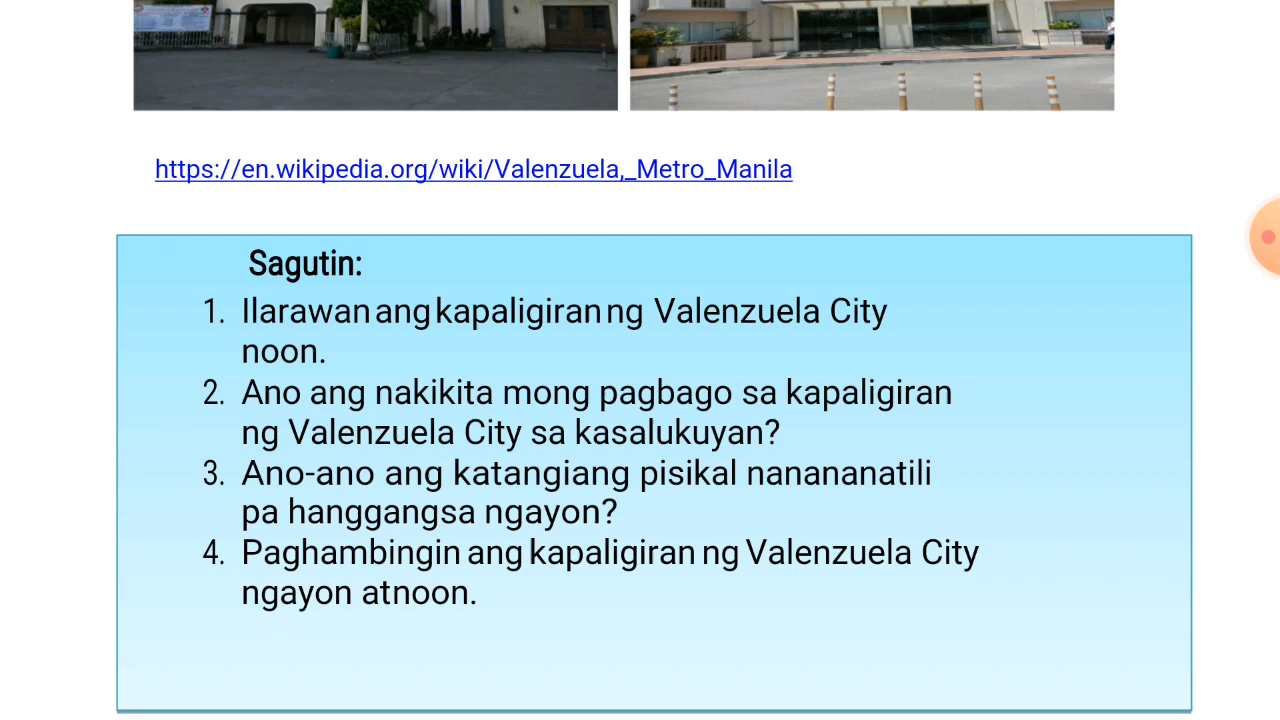 https://en.wikipedia.org/wiki/Valenzuela,_Metro_Manila
Sagutin:
1. Ilarawan ang kapaligiran ng Valenzuela City
noon.
2. Ano ang nakikita mong pagbago sa kapaligiran
ng Valenzuela City sa kasalukuyan?
3. Ano-ano ang katangiang pisikal nanananatili
pa hanggangsa ngayon?
4. Paghambingin ang kapaligiran ng Valenzuela City
ngayon atnoon.